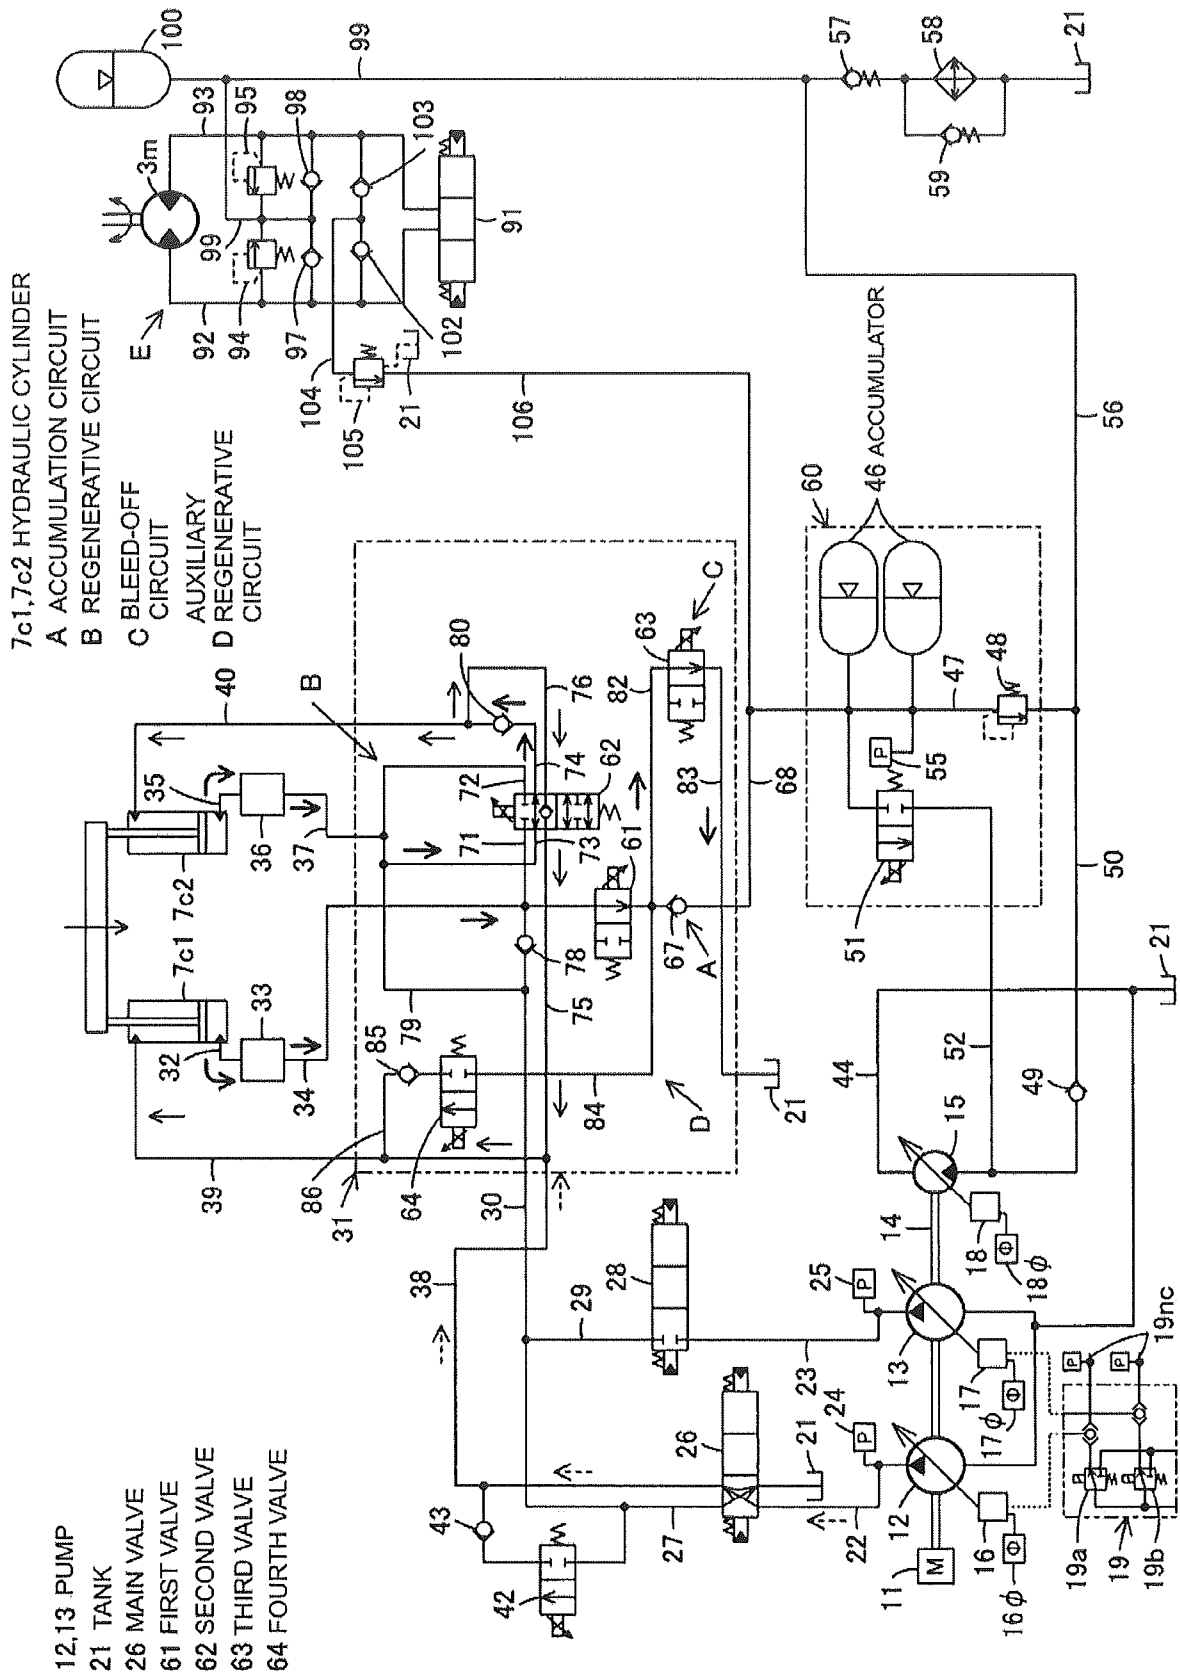 7c1,7c2 HYDRAULIC CYLINDER
A ACCUMULATION CIRCUIT
B REGENERATIVE CIRCUIT
C BLEED-OFF
CIRCUIT
AUXILIARY
D REGENERATIVE
CIRCUIT
12,13 PUMP
21 TANK
26 MAIN VALVE
61 FIRST VALVE
62 SECOND VALVE
63 THIRD VALVE
64 FOURTH VALVE
100
99
93
95
98
103
3m
E
92
94
99
97
102
91
104
105
21
106
57
58
59
21
56
60
46 ACCUMULATOR
47
48
P
55
51
50
52
49
44
21
40
B
35
36
37
7c2
7c1
33
32
34
39
86
85
79
64
31
30
78
75
71
72
73
74
62
76
80
61
67
A
82
63
C
83
68
84
D
21
38
43
42
29
28
27
26
22
21
23
24
P
25
P
11
M
12
13
14
15
16
16ϕ
Φ
17
17ϕ
Φ
18
18ϕ
Φ
19
19a
19b
19nc
P
P